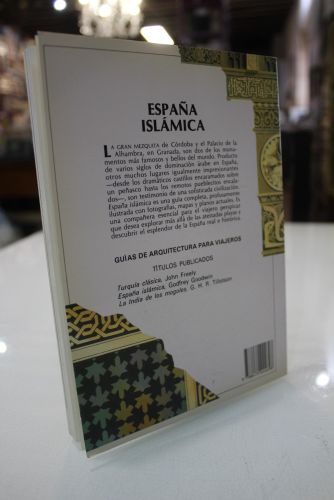 ESPAÑA
ISLÁMICA
LA GRAN MEZQUITA de Córdoba y el Palacio de la
Alhambra, en Granada, son dos de los monu-
mentos más famosos y bellos del mundo. Producto
de varios siglos de dominación árabe en España,
otros muchos lugares igualmente impresionantes
—desde los dramáticos castillos encaramados sobre
un peñasco hasta los remotos pueblecitos encala-
dos—, son testimonio de una sofisticada civilización.
España islámica es una guía completa, profusamente
ilustrada con fotografías, mapas y planos actuales. Es
una compañera esencial para el viajero perspicaz
que desea explorar más allá de las atestadas playas y
descubrir el esplendor de la España real e histórica.
GUÍAS DE ARQUITECTURA PARA VIAJEROS
TÍTULOS PUBLICADOS
Turquía clásica, John Freely
España islámica, Godfrey Goodwin
La India de los mogoles, G. H. R. Tillotson